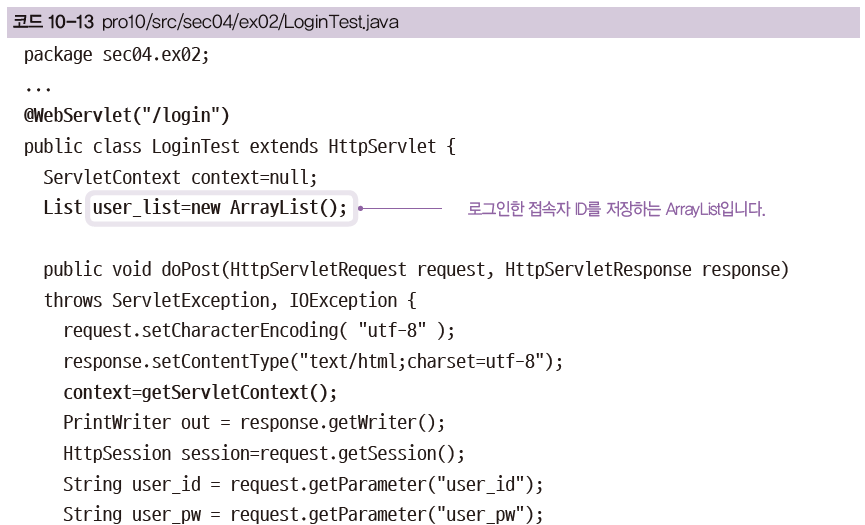 코드 10-13 pro10/src/sec04/ex02/LoginTest.java
package sec04.ex02;
...
@WebServlet("/login")
public class LoginTest extends HttpServlet {
ServletContext context=null;
List user_list=new ArrayList(); 로그인한 접속자 ID를 저장하는 ArrayList입니다.
public void doPost(HttpServletRequest request, HttpServletResponse response)
throws ServletException, IOException {
request.setCharacterEncoding( "utf-8" );
response.setContentType("text/html;charset=utf-8");
context=getServletContext();
PrintWriter out = response.getWriter();
HttpSession session=request.getSession();
String user_id = request.getParameter("user_id");
String user_pw = request.getParameter("user_pw");